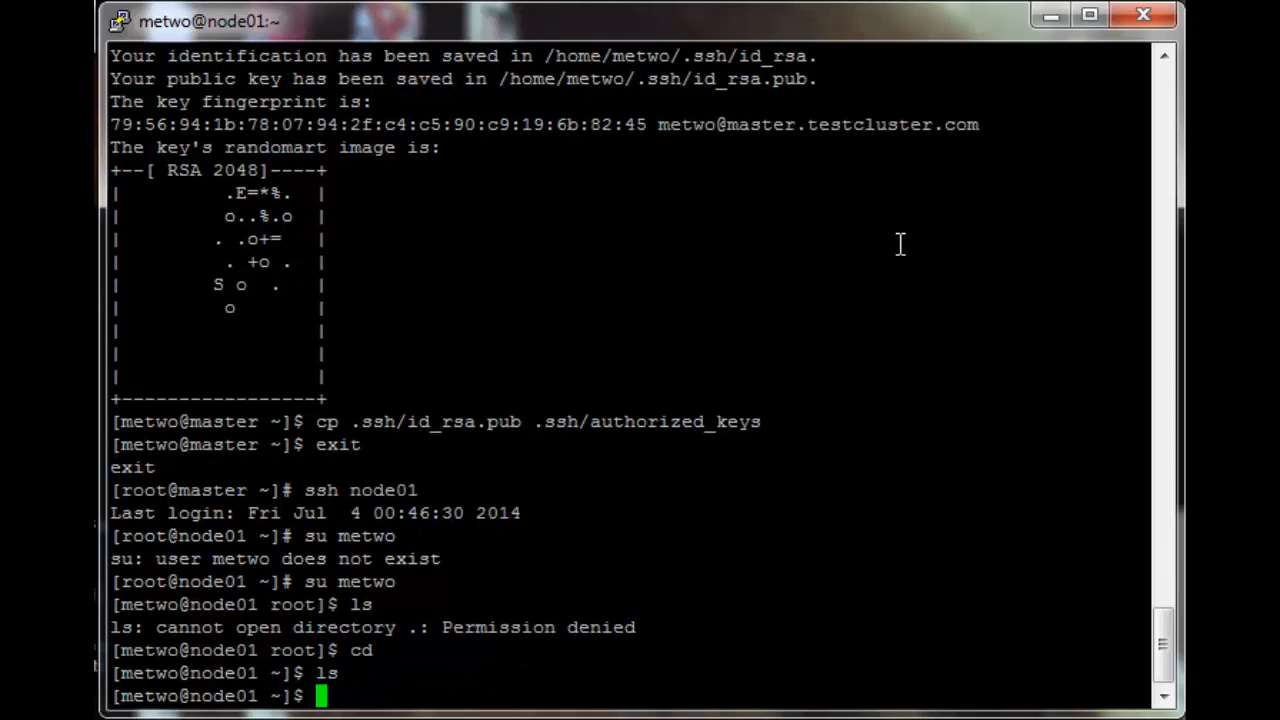 metwo@node01:~
Your identification has been saved in /home/metwo/.ssh/id_rsa.
Your public key has been saved in /home/metwo/.ssh/id_rsa.pub.
The key fingerprint is:
79:56:94:1b:78:07:94:2f:c4:c5:90:c9:19:6b:82:45 metwo@master.testcluster.com
The key's randomart image is:
+--[ RSA 2048]----+
|          .E=*%. |
|          o..%.o |
|         . .o+=  |
|          . +o . |
|         S o  .  |
|          o      |
|                 |
|                 |
|                 |
+-----------------+
[metwo@master ~]$ cp .ssh/id_rsa.pub .ssh/authorized_keys
[metwo@master ~]$ exit
exit
[root@master ~]# ssh node01
Last login: Fri Jul  4 00:46:30 2014
[root@node01 ~]# su metwo
su: user metwo does not exist
[root@node01 ~]# su metwo
[metwo@node01 root]$ ls
ls: cannot open directory .: Permission denied
[metwo@node01 root]$ cd
[metwo@node01 ~]$ ls
[metwo@node01 ~]$